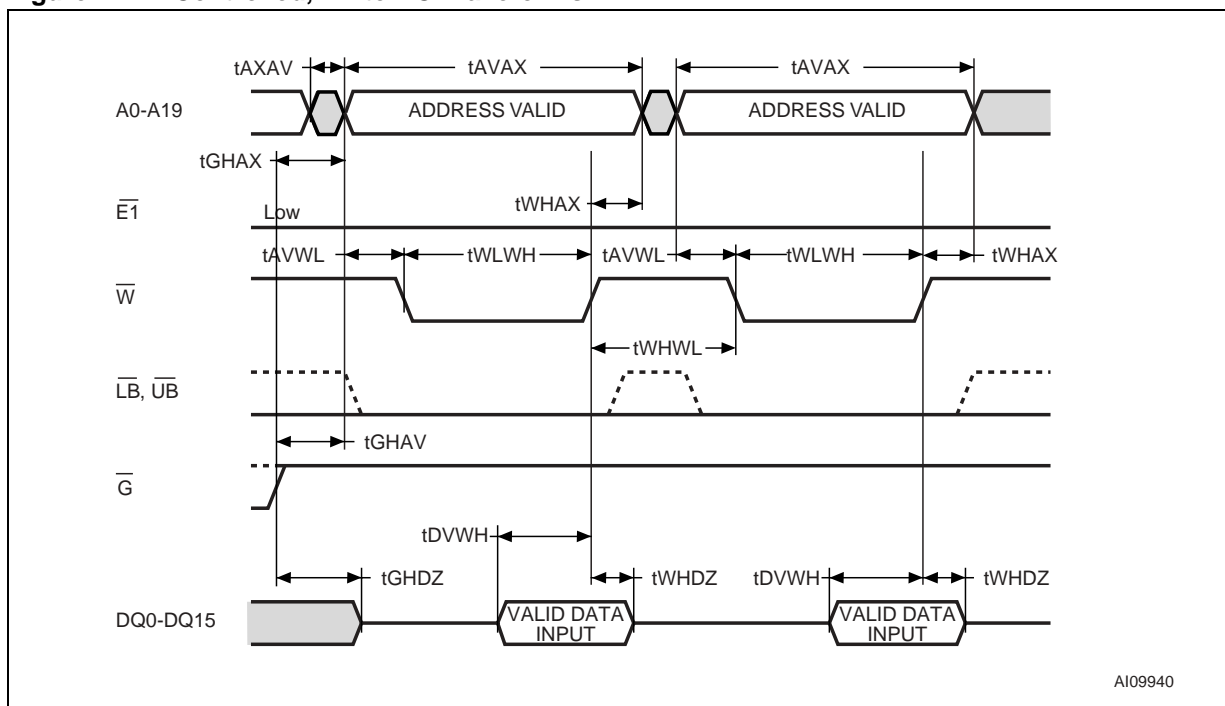 tAXAV tAVAX tAVAX
A0-A19 ADDRESS VALID ADDRESS VALID
tGHAX
tWHAX
E1 Low
tAVWL tWLWH tAVWL tWLWH tWHAX
W
tWHWL
LB, UB
tGHAV
G
tDVWH
tGHDZ tWHDZ tDVWH tWHDZ
DQ0-DQ15 VALID DATA INPUT VALID DATA INPUT
AI09940